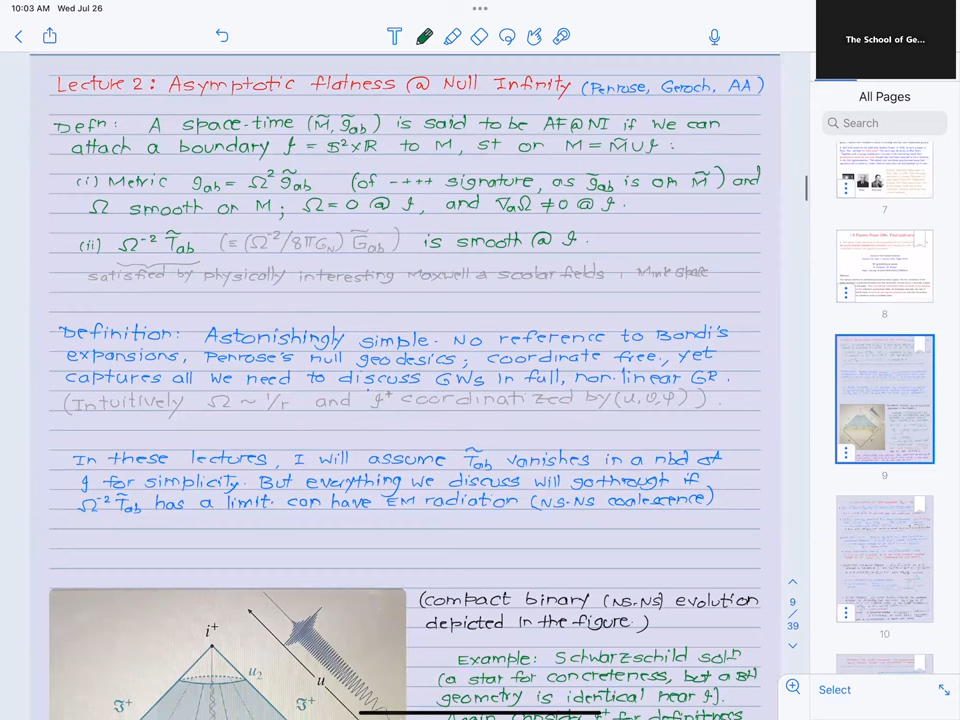 10:03 AM Wed Jul 26
Lecture 2: Asymptotic flatness @ Null Infinity (Penrose, Geroch, AA)
Defn: A space-time (M̃, g̃ab) is said to be AF@NI if we can
attach a boundary ℐ = S²×R to M, st on M = M̃ ∪ ℐ :
(i) Metric gab = Ω² g̃ab (of -+++ signature, as g̃ab is on M̃) and
Ω smooth on M; Ω=0 @ ℐ, and ∇aΩ ≠0 @ ℐ.
(ii) Ω⁻² T̃ab (≡ (Ω⁻²/8πGN) G̃ab) is smooth @ ℐ.
satisfied by physically interesting Maxwell & scalar fields Mink space
Definition: Astonishingly simple. No reference to Bondi's
expansions, Penrose's null geodesics; coordinate free, yet
captures all we need to discuss GWs in full, non-linear GR.
(Intuitively Ω ~ 1/r and ℐ⁺ coordinatized by (u,θ,φ)).
In these lectures, I will assume T̃ab vanishes in a nbd of
ℐ for simplicity. But everything we discuss will go through if
Ω⁻² T̃ab has a limit. can have EM radiation (NS-NS coalescence)
(compact binary (NS-NS) evolution
depicted in the figure.)
Example: Schwarzschild soln
(a star for concreteness, but a BH
geometry is identical near ℐ).
Again consider ℐ⁺ for definitness
i⁺
u₂
u
ℐ⁺
ℐ⁺
9
/
39
The School of Ge...
All Pages
Search
7
8
9
10
Select